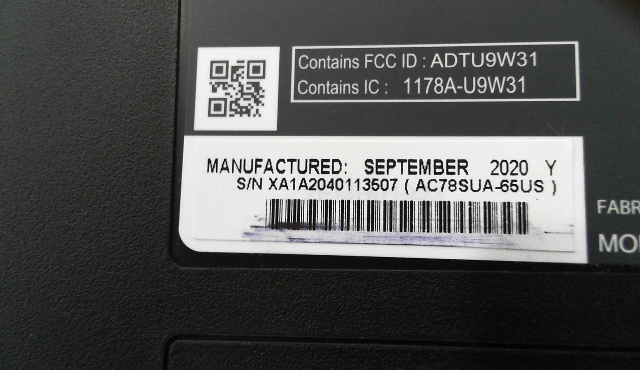 Contains FCC ID : ADTU9W31
Contains IC : 1178A-U9W31
MANUFACTURED: SEPTEMBER 2020 Y
S/N XA1A2040113507 ( AC78SUA-65US )
FABR
MO